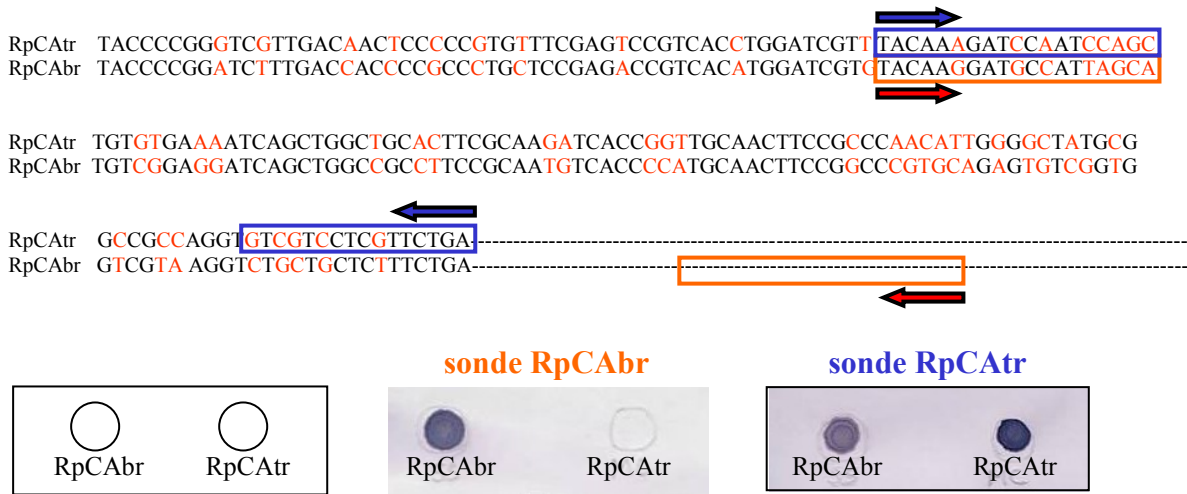 RpCAtr TACCCCGGGTCGTTGACAACTCCCCCGTGTTTCGAGTCCGTCACCTGGATCGTTTACAAAGATCCAATCCAGC
RpCAbr TACCCCGGATCTTTGACCACCCCGCCCTGCTCCGAGACCGTCACATGGATCGTGTACAAGGATGCCATTAGCA
RpCAtr TGTGTGAAAATCAGCTGGCTGCACTTCGCAAGATCACCGGTTGCAACTTCCGCCCAACATTGGGGCTATGCG
RpCAbr TGTCGGAGGATCAGCTGGCCGCCTTCCGCAATGTCACCCCATGCAACTTCCGGCCCGTGCAGAGTGTCGGTG
RpCAtr GCCGCCAGGTGTCGTCCTCGTTCTGA------------------------------
RpCAbr GTCGTA AGGTCTGCTGCTCTTTCTGA------------------------------
sonde RpCAbr sonde RpCAtr
RpCAbr RpCAtr RpCAbr RpCAtr RpCAbr RpCAtr